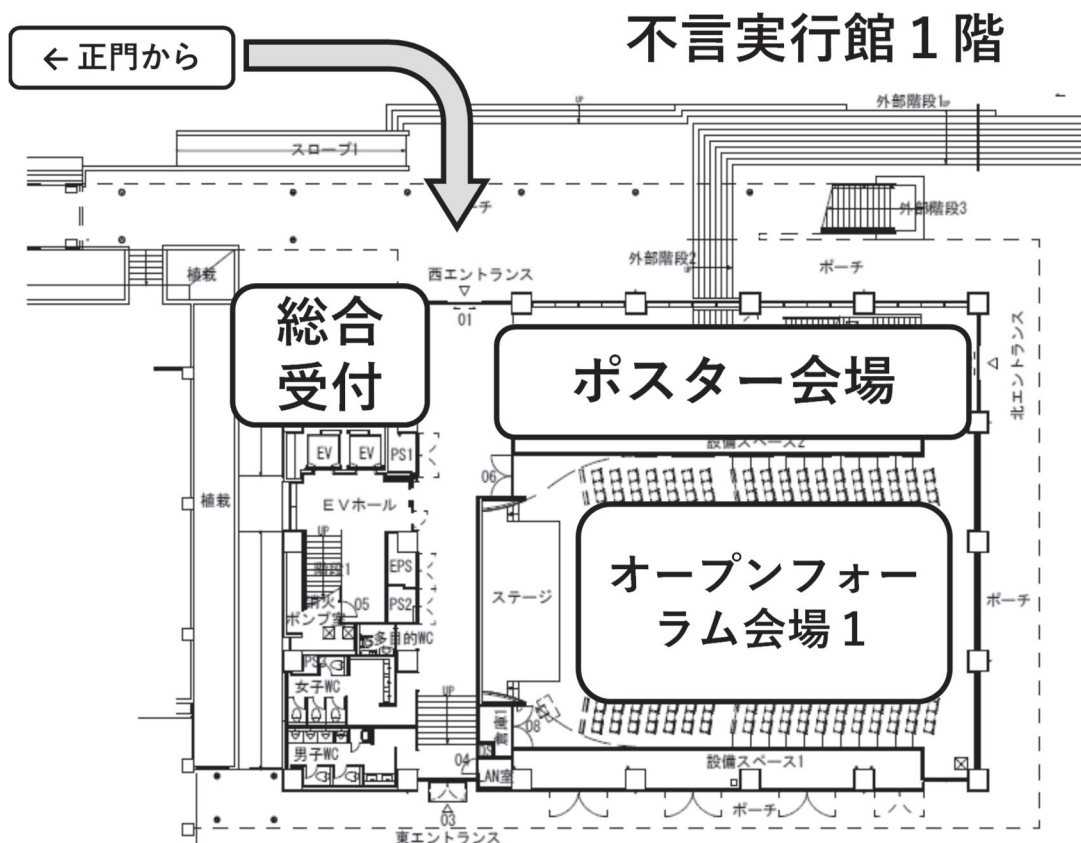 不言実行館１階
← 正門から
UP
外部階段1
UP
スロープ1
外部階段3
外部階段2
UP
ポーチ
植栽
西エントランス
01
北エントランス
総合
受付
ポスター会場
設備スペース2
EV
EV
PS1
06
植栽
EVホール
UP
階段1
EPS
ステージ
オープンフォー
ラム会場１
ポーチ
消火
ポンプ室
05
PS2
多目的WC
女子WC
UP
倉庫1
08
男子WC
04
DS
LAN室
設備スペース1
03
ポーチ
東エントランス